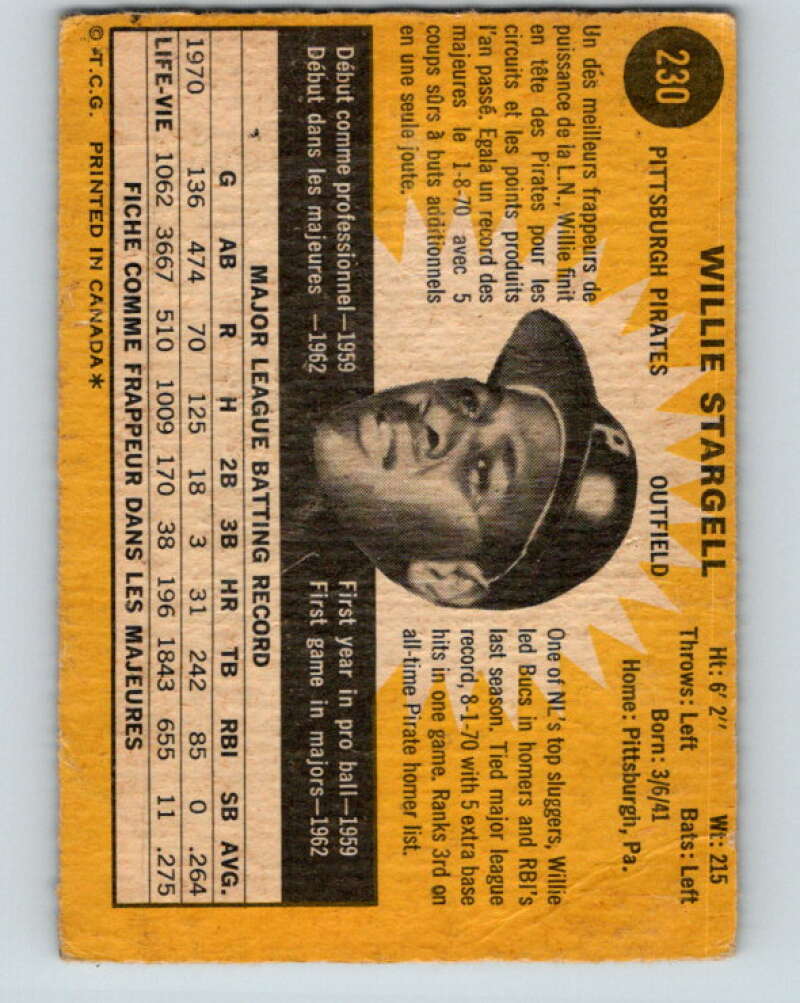 230
WILLIE STARGELL
PITTSBURGH PIRATES OUTFIELD
Ht: 6' 2" Wt: 215
Throws: Left Bats: Left
Born: 3/6/41
Home: Pittsburgh, Pa.
Un des meilleurs frappeurs de
puissance de la L.N., Willie finit
en tête des Pirates pour les
circuits et les points produits
l'an passé. Egala un record des
majeures le 1-8-70 avec 5
coups sûrs à buts additionnels
en une seule joute.
P
One of NL's top sluggers, Willie
led Bucs in homers and RBI's
last season. Tied major league
record, 8-1-70 with 5 extra base
hits in one game. Ranks 3rd on
all-time Pirate homer list.
Début comme professionnel—1959
Début dans les majeures —1962
First year in pro ball—1959
First game in majors—1962
MAJOR LEAGUE BATTING RECORD
G AB R H 2B 3B HR TB RBI SB AVG.
1970 136 474 70 125 18 3 31 242 85 0 .264
LIFE-VIE 1062 3667 510 1009 170 38 196 1843 655 11 .275
FICHE COMME FRAPPEUR DANS LES MAJEURES
© T.C.G. PRINTED IN CANADA*